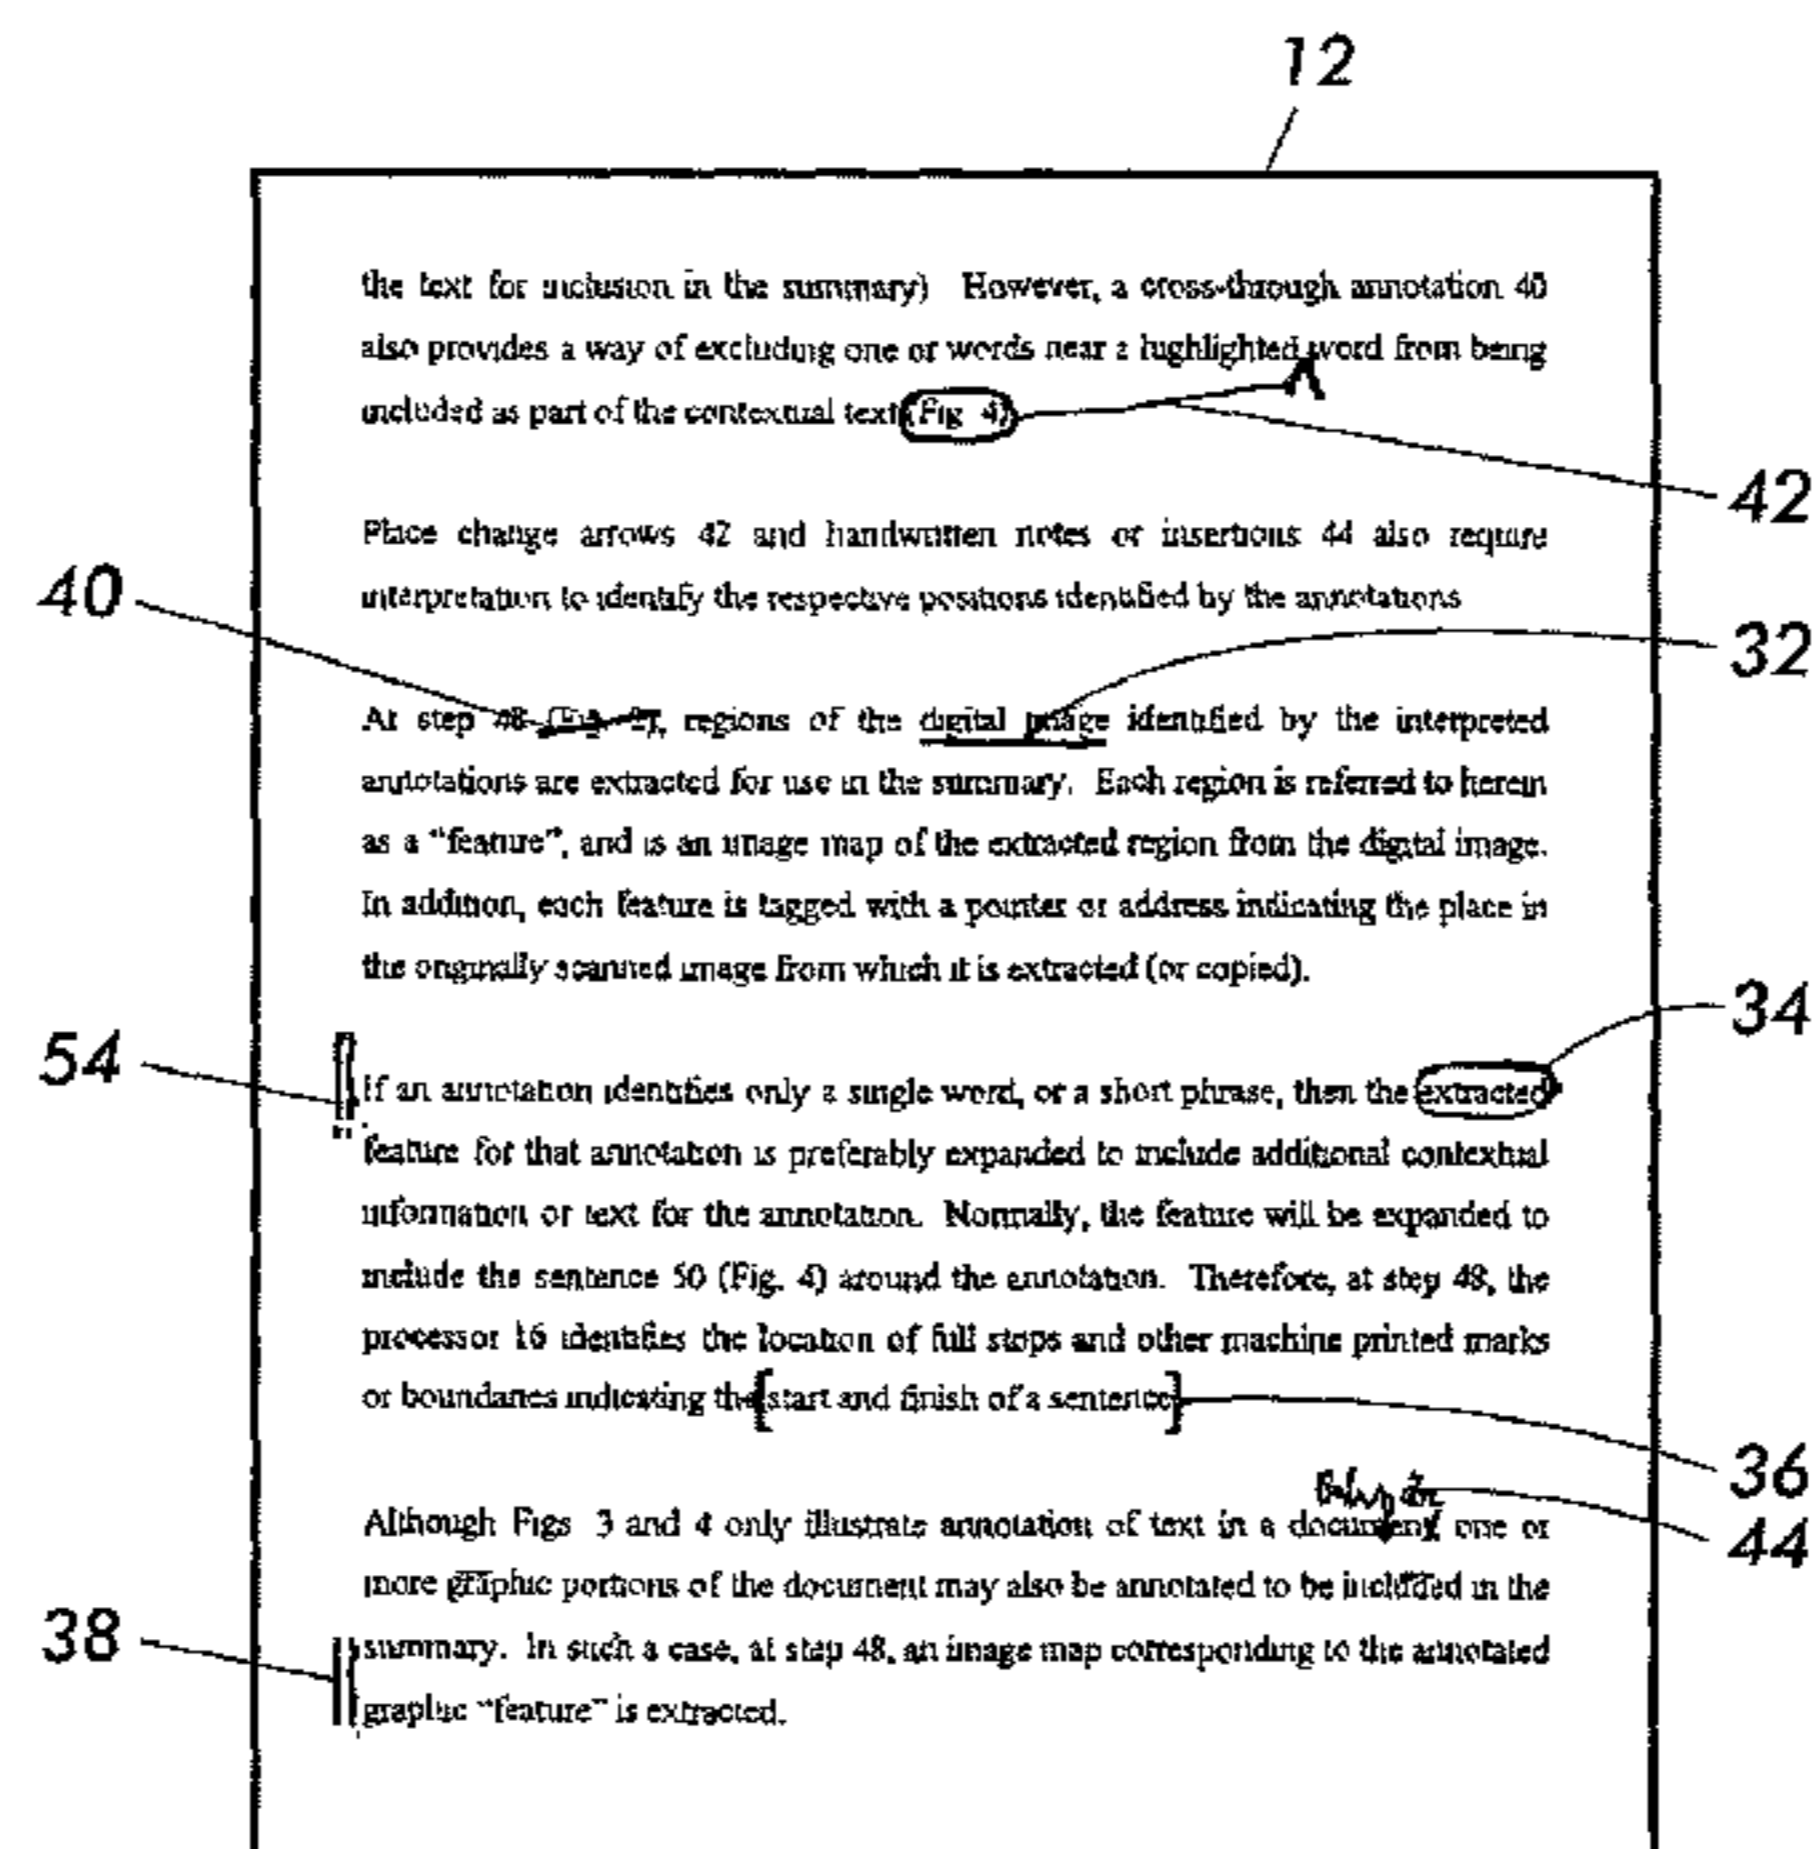 12
the text for inclusion in the summary) However, a cross-through annotation 40
also provides a way of excluding one or words near a highlighted word from being
included as part of the contextual text (Fig 4)
42
Place change arrows 42 and handwritten notes or insertions 44 also require
40
interpretation to identify the respective positions identified by the annotations
32
At step 48 (Fig. 2), regions of the digital image identified by the interpreted
annotations are extracted for use in the summary. Each region is referred to herein
as a “feature”, and is an image map of the extracted region from the digital image.
In addition, each feature is tagged with a pointer or address indicating the place in
the originally scanned image from which it is extracted (or copied).
34
54
If an annotation identifies only a single word, or a short phrase, then the extracted
feature for that annotation is preferably expanded to include additional contextual
information or text for the annotation. Normally, the feature will be expanded to
include the sentence 50 (Fig. 4) around the annotation. Therefore, at step 48, the
processor 16 identifies the location of full stops and other machine printed marks
or boundaries indicating the [start and finish of a sentence]
36
Although Figs 3 and 4 only illustrate annotation of text in a document, one or
44
more graphic portions of the document may also be annotated to be included in the
38
summary. In such a case, at step 48, an image map corresponding to the annotated
graphic “feature” is extracted.